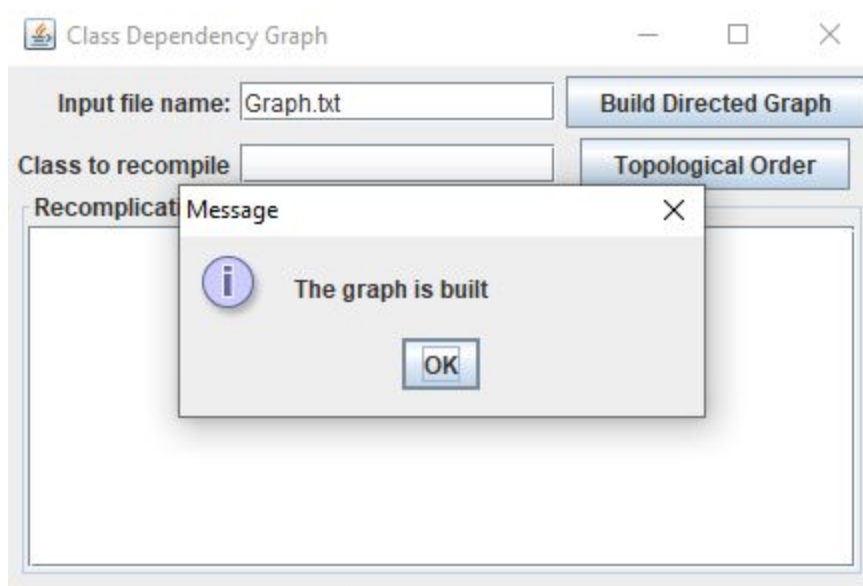 Class Dependency Graph
Input file name: Graph.txt Build Directed Graph
Class to recompile Topological Order
Recomplicati
Message
The graph is built
OK